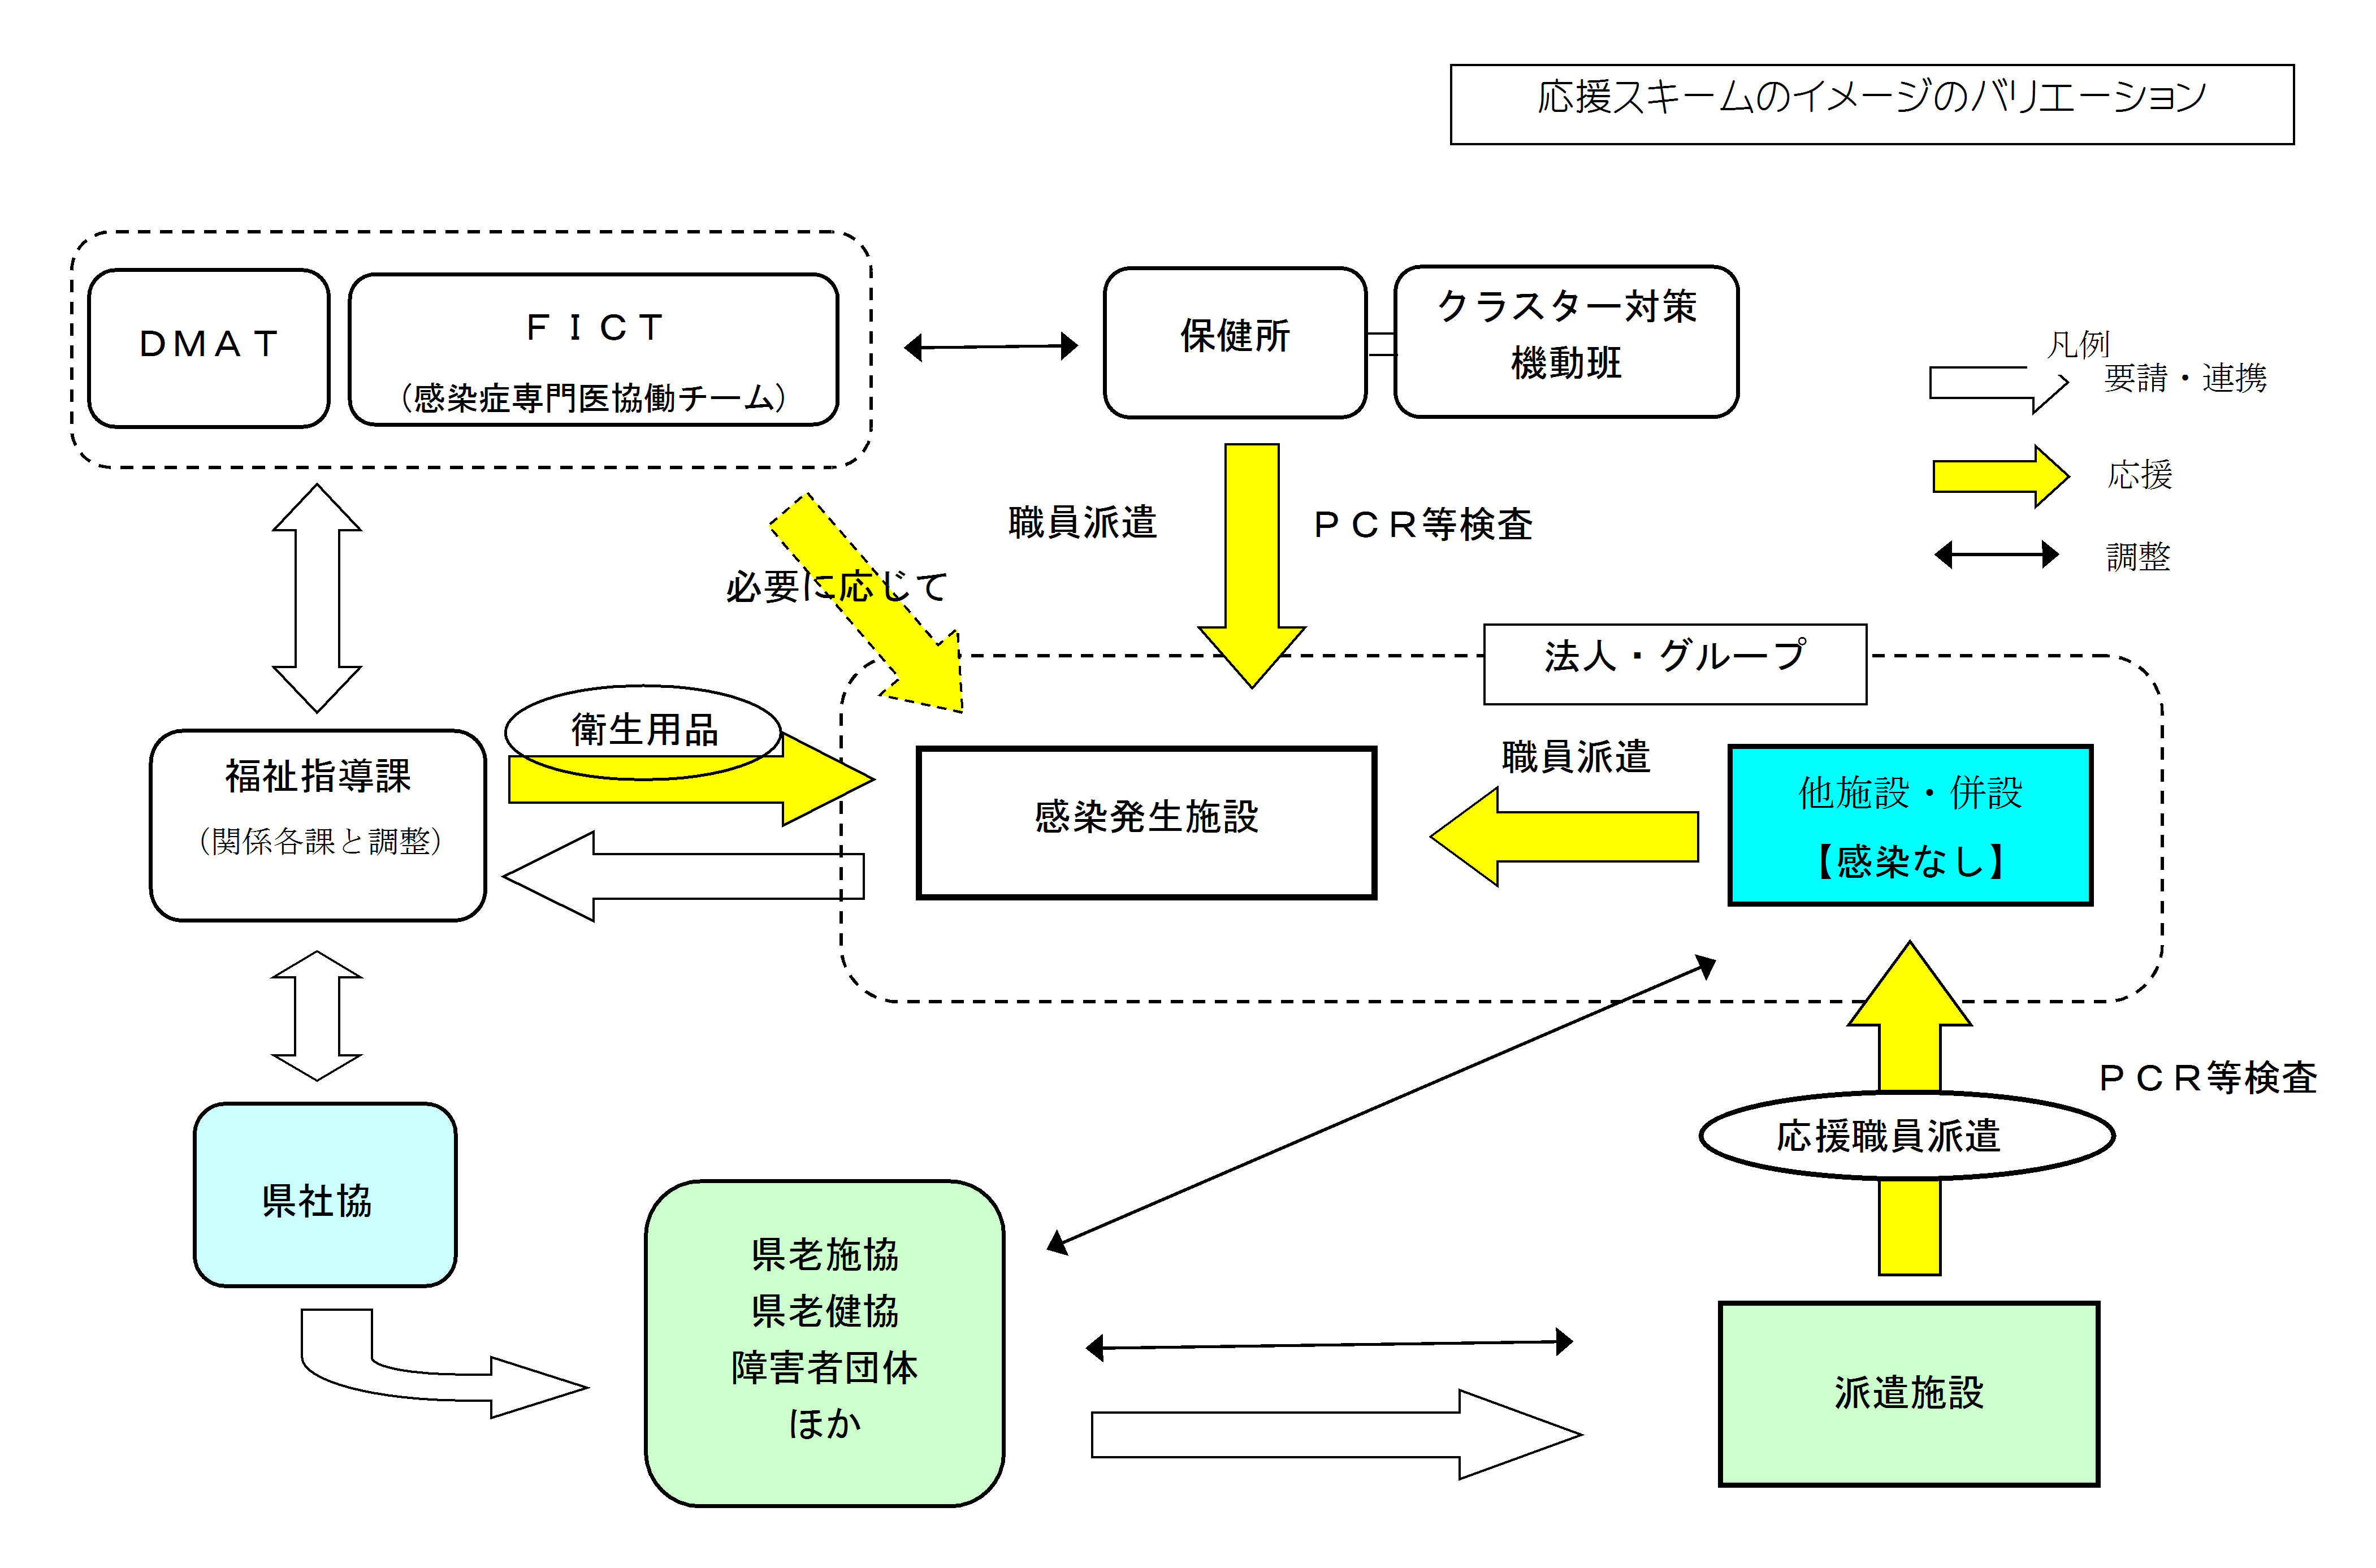 応援スキームのイメージのバリエーション
ＤＭＡＴ
ＦＩＣＴ
（感染症専門医協働チーム）
保健所
クラスター対策
機動班
凡例
要請・連携
応援
調整
職員派遣
ＰＣＲ等検査
必要に応じて
法人・グループ
衛生用品
福祉指導課
（関係各課と調整）
感染発生施設
職員派遣
他施設・併設
【感染なし】
ＰＣＲ等検査
応援職員派遣
県社協
県老施協
県老健協
障害者団体
ほか
派遣施設